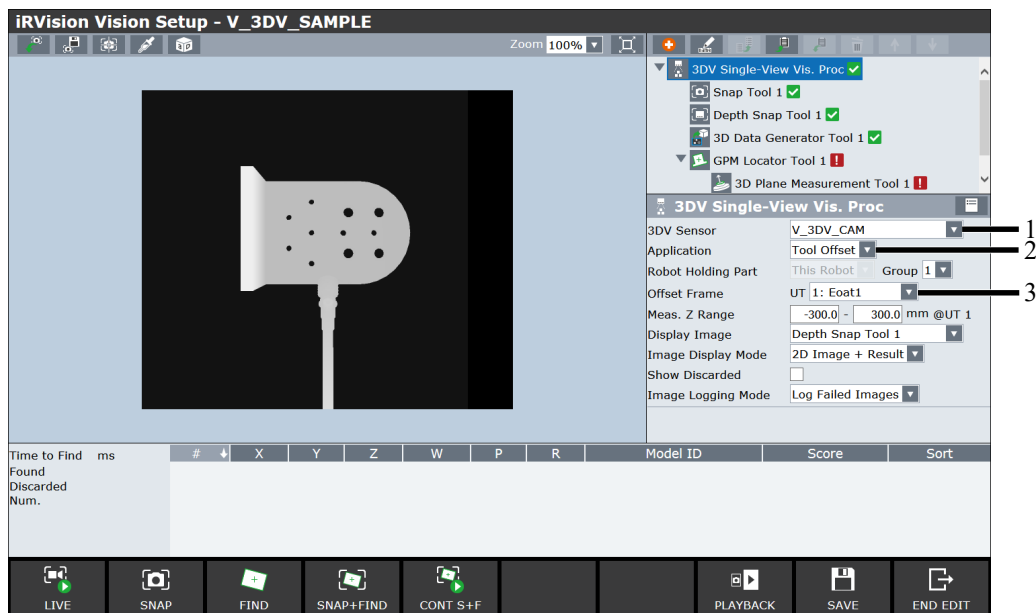 iRVision Vision Setup - V_3DV_SAMPLE
Zoom 100%
3DV Single-View Vis. Proc
Snap Tool 1
Depth Snap Tool 1
3D Data Generator Tool 1
GPM Locator Tool 1
3D Plane Measurement Tool 1
3DV Single-View Vis. Proc
3DV Sensor V_3DV_CAM 1
Application Tool Offset 2
Robot Holding Part This Robot Group 1
Offset Frame UT 1: Eoat1 3
Meas. Z Range -300.0 - 300.0 mm @UT 1
Display Image Depth Snap Tool 1
Image Display Mode 2D Image + Result
Show Discarded
Image Logging Mode Log Failed Images
Time to Find ms # X Y Z W P R Model ID Score Sort
Found
Discarded
Num.
LIVE SNAP FIND SNAP+FIND CONT S+F PLAYBACK SAVE END EDIT